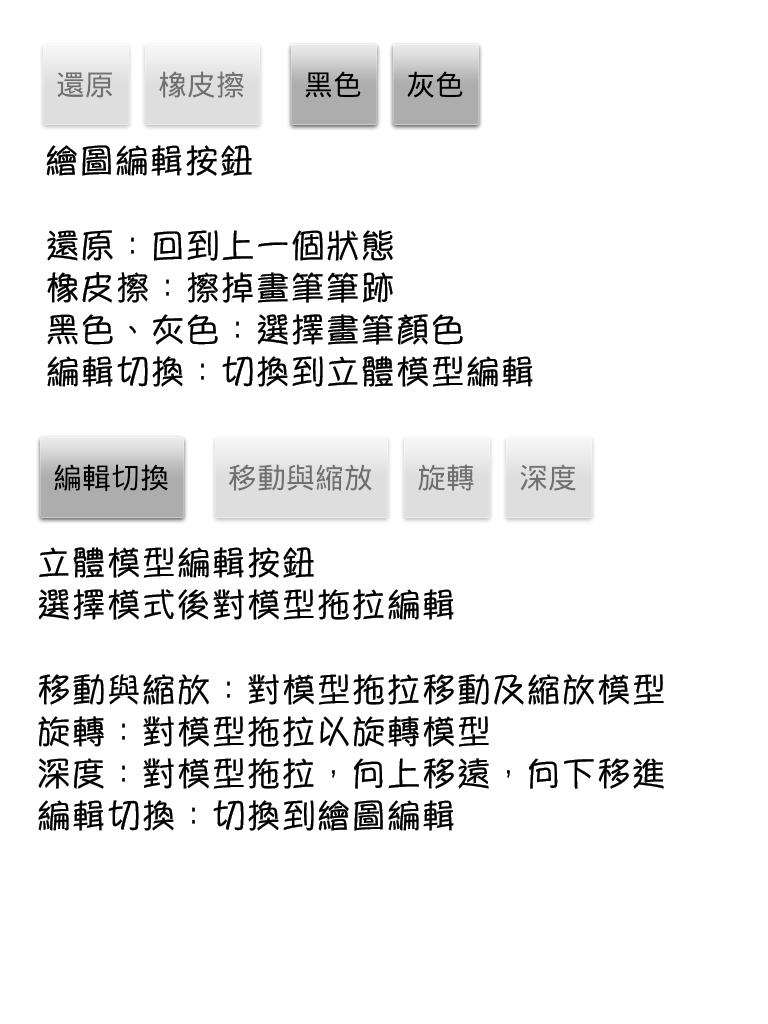 還原 橡皮擦 黑色 灰色
繪圖編輯按鈕
還原：回到上一個狀態
橡皮擦：擦掉畫筆筆跡
黑色、灰色：選擇畫筆顏色
編輯切換：切換到立體模型編輯
編輯切換 移動與縮放 旋轉 深度
立體模型編輯按鈕
選擇模式後對模型拖拉編輯
移動與縮放：對模型拖拉移動及縮放模型
旋轉：對模型拖拉以旋轉模型
深度：對模型拖拉，向上移遠，向下移進
編輯切換：切換到繪圖編輯